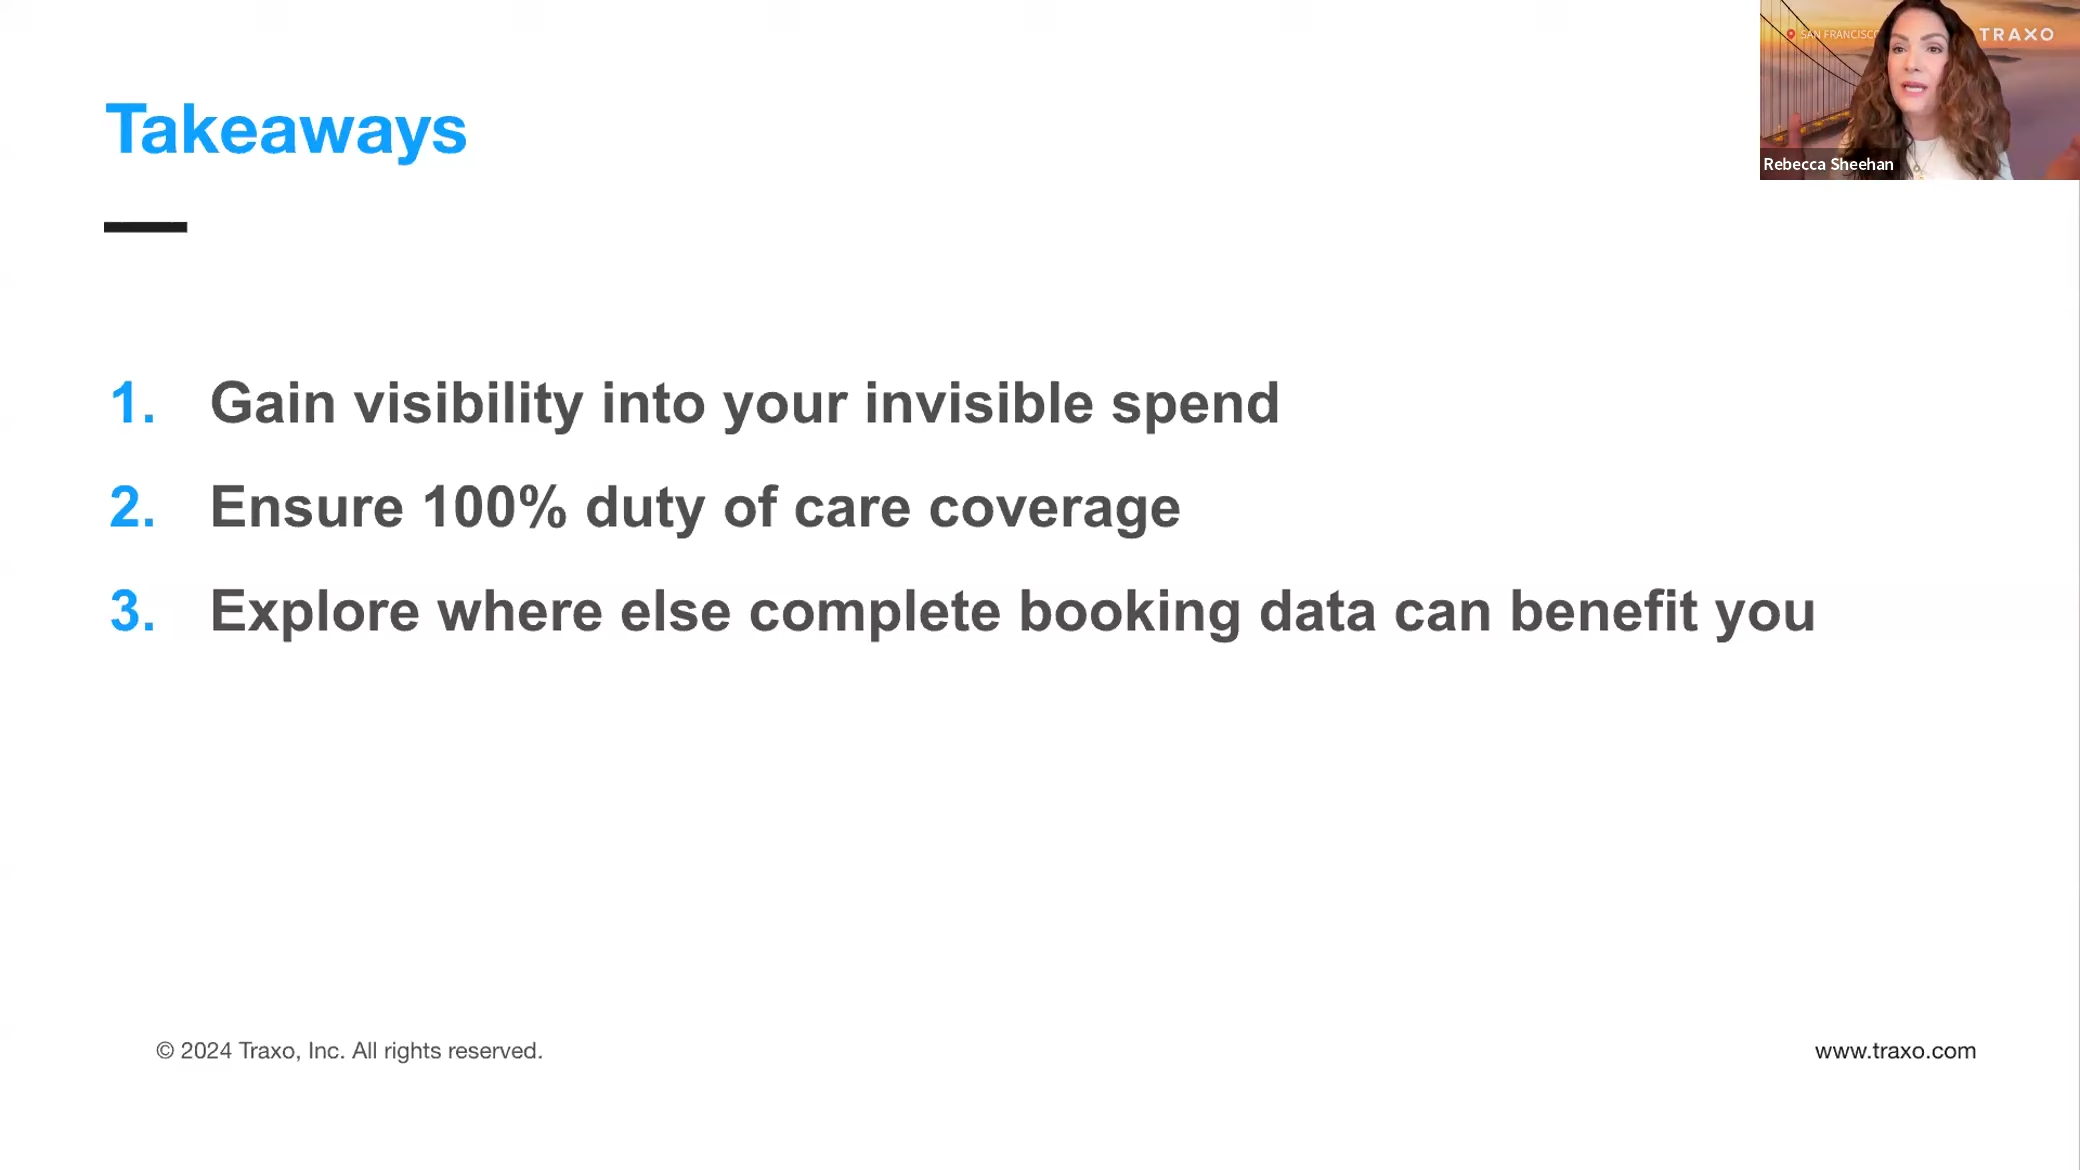 SAN FRANCISCO
TRAXO
Rebecca Sheehan
Takeaways
1. Gain visibility into your invisible spend
2. Ensure 100% duty of care coverage
3. Explore where else complete booking data can benefit you
© 2024 Traxo, Inc. All rights reserved.
www.traxo.com